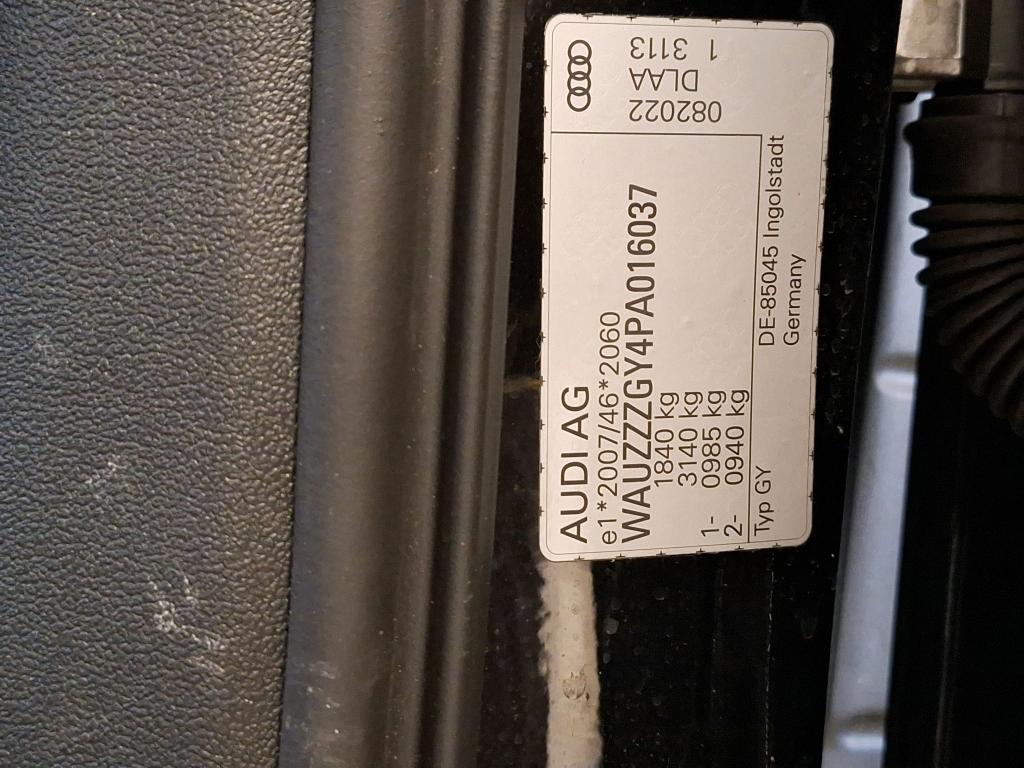 AUDI AG
e1*2007/46*2060
WAUZZZGY4PA016037
1840 kg
3140 kg
1- 0985 kg
2- 0940 kg
Typ GY
DE-85045 Ingolstadt
Germany
082022
DLAA
1 3113